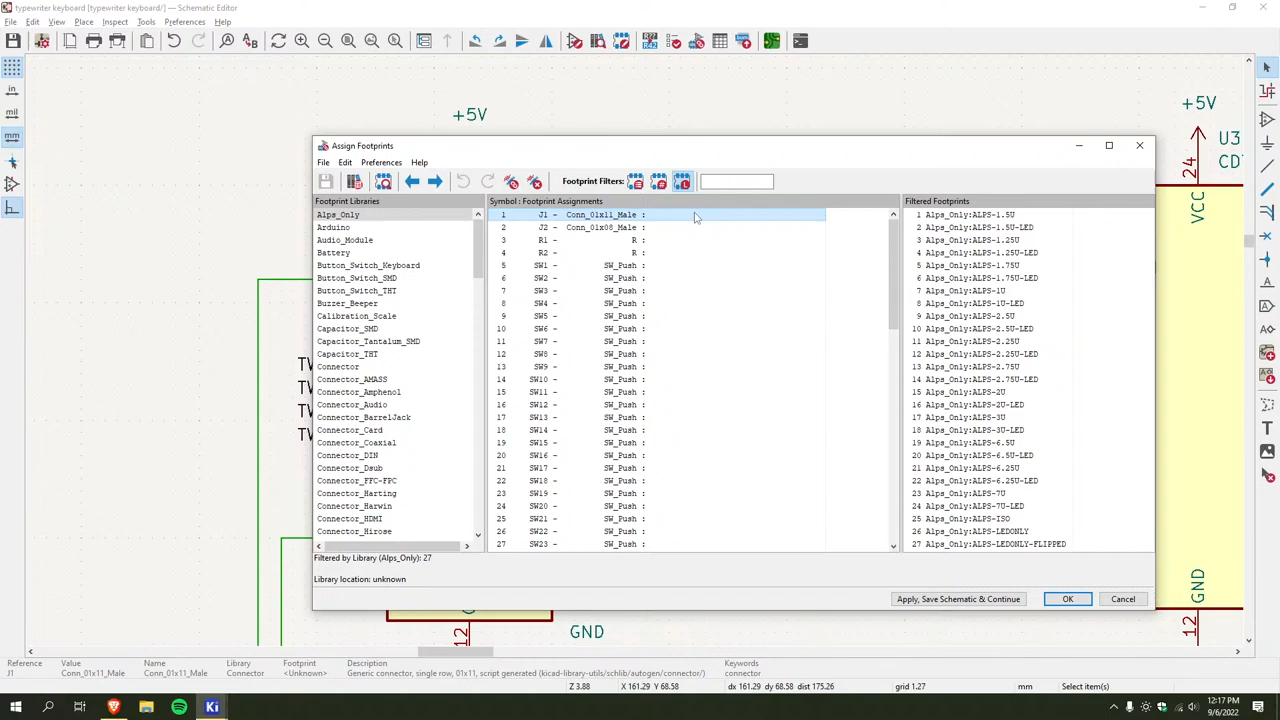 typewriter keyboard [typewriter keyboard/] — Schematic Editor
File Edit View Place Inspect Tools Preferences Help
in
mil
mm
+5V
+5V
U3
24
VCC
GND
12
12
GND
Assign Footprints
File Edit Preferences Help
Footprint Filters:
Footprint Libraries
Alps_Only
Arduino
Audio_Module
Battery
Button_Switch_Keyboard
Button_Switch_SMD
Button_Switch_THT
Buzzer_Beeper
Calibration_Scale
Capacitor_SMD
Capacitor_Tantalum_SMD
Capacitor_THT
Connector
Connector_AMASS
Connector_Amphenol
Connector_Audio
Connector_BarrelJack
Connector_Card
Connector_Coaxial
Connector_DIN
Connector_Dsub
Connector_FFC-FPC
Connector_Harting
Connector_Harwin
Connector_HDMI
Connector_Hirose
Symbol : Footprint Assignments
1 J1 - Conn_01x11_Male :
2 J2 - Conn_01x08_Male :
3 R1 - R :
4 R2 - R :
5 SW1 - SW_Push :
6 SW2 - SW_Push :
7 SW3 - SW_Push :
8 SW4 - SW_Push :
9 SW5 - SW_Push :
10 SW6 - SW_Push :
11 SW7 - SW_Push :
12 SW8 - SW_Push :
13 SW9 - SW_Push :
14 SW10 - SW_Push :
15 SW11 - SW_Push :
16 SW12 - SW_Push :
17 SW13 - SW_Push :
18 SW14 - SW_Push :
19 SW15 - SW_Push :
20 SW16 - SW_Push :
21 SW17 - SW_Push :
22 SW18 - SW_Push :
23 SW19 - SW_Push :
24 SW20 - SW_Push :
25 SW21 - SW_Push :
26 SW22 - SW_Push :
27 SW23 - SW_Push :
Filtered Footprints
1 Alps_Only:ALPS-1.5U
2 Alps_Only:ALPS-1.5U-LED
3 Alps_Only:ALPS-1.25U
4 Alps_Only:ALPS-1.25U-LED
5 Alps_Only:ALPS-1.75U
6 Alps_Only:ALPS-1.75U-LED
7 Alps_Only:ALPS-1U
8 Alps_Only:ALPS-1U-LED
9 Alps_Only:ALPS-2.5U
10 Alps_Only:ALPS-2.5U-LED
11 Alps_Only:ALPS-2.25U
12 Alps_Only:ALPS-2.25U-LED
13 Alps_Only:ALPS-2.75U
14 Alps_Only:ALPS-2.75U-LED
15 Alps_Only:ALPS-2U
16 Alps_Only:ALPS-2U-LED
17 Alps_Only:ALPS-3U
18 Alps_Only:ALPS-3U-LED
19 Alps_Only:ALPS-6.5U
20 Alps_Only:ALPS-6.5U-LED
21 Alps_Only:ALPS-6.25U
22 Alps_Only:ALPS-6.25U-LED
23 Alps_Only:ALPS-7U
24 Alps_Only:ALPS-7U-LED
25 Alps_Only:ALPS-ISO
26 Alps_Only:ALPS-LEDONLY
27 Alps_Only:ALPS-LEDONLY-FLIPPED
Filtered by Library (Alps_Only): 27
Library location: unknown
Apply, Save Schematic & Continue OK Cancel
Reference Value Name Library Footprint Description Keywords
J1 Conn_01x11_Male Conn_01x11_Male Connector <Unknown> Generic connector, single row, 01x11, script generated (kicad-library-utils/schlib/autogen/connector/) connector
Z 3.88 X 161.29 Y 68.58 dx 161.29 dy 68.58 dist 175.26 grid 1.27 mm Select item(s)
12:17 PM
9/6/2022